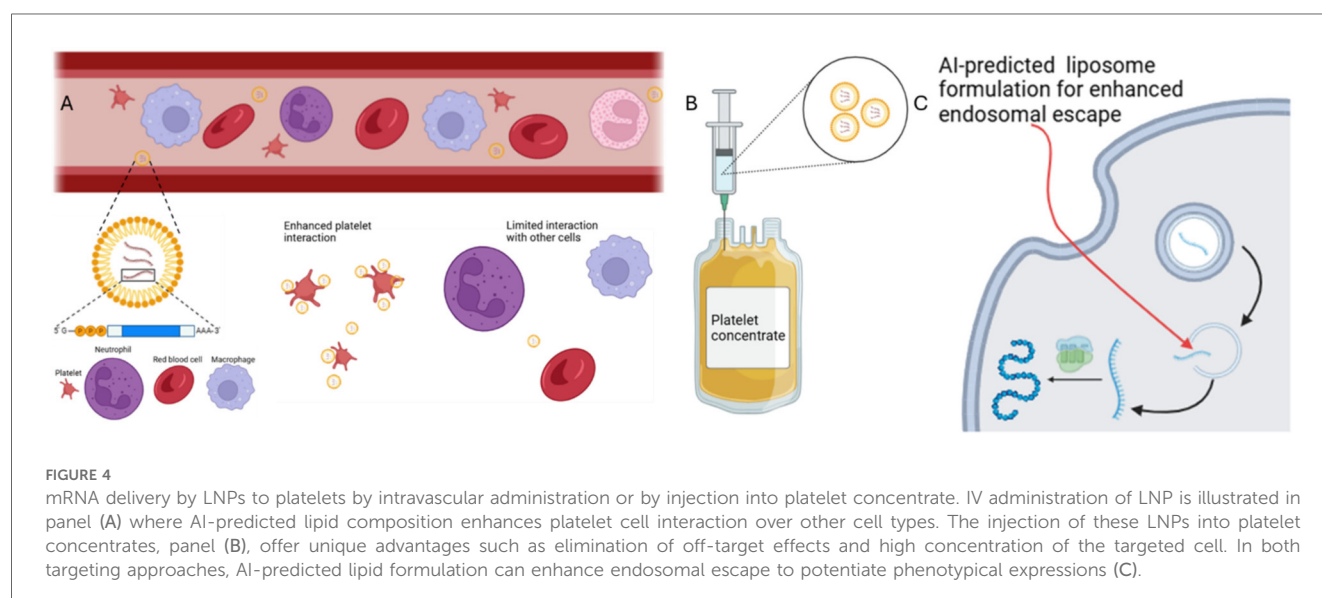 A
B
C
AI-predicted liposome
formulation for enhanced
endosomal escape
Enhanced platelet
interaction
Limited interaction
with other cells
5' G
P P P
AAA-3'
Neutrophil
Red blood cell
Macrophage
Platelet
Platelet
concentrate
FIGURE 4
mRNA delivery by LNPs to platelets by intravascular administration or by injection into platelet concentrate. IV administration of LNP is illustrated in
panel (A) where AI-predicted lipid composition enhances platelet cell interaction over other cell types. The injection of these LNPs into platelet
concentrates, panel (B), offer unique advantages such as elimination of off-target effects and high concentration of the targeted cell. In both
targeting approaches, AI-predicted lipid formulation can enhance endosomal escape to potentiate phenotypical expressions (C).